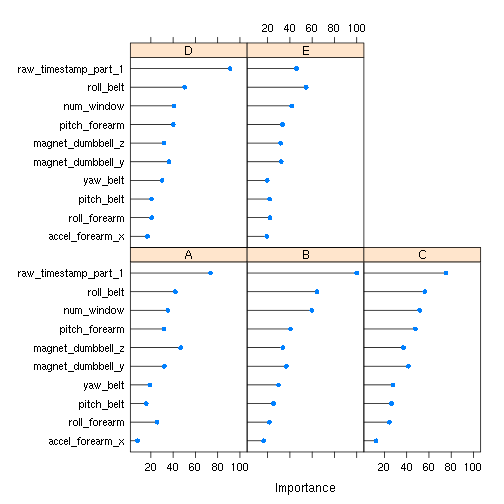 20 40 60 80 100
D E
raw_timestamp_part_1
roll_belt
num_window
pitch_forearm
magnet_dumbbell_z
magnet_dumbbell_y
yaw_belt
pitch_belt
roll_forearm
accel_forearm_x
A B C
raw_timestamp_part_1
roll_belt
num_window
pitch_forearm
magnet_dumbbell_z
magnet_dumbbell_y
yaw_belt
pitch_belt
roll_forearm
accel_forearm_x
20 40 60 80 100 20 40 60 80 100
Importance